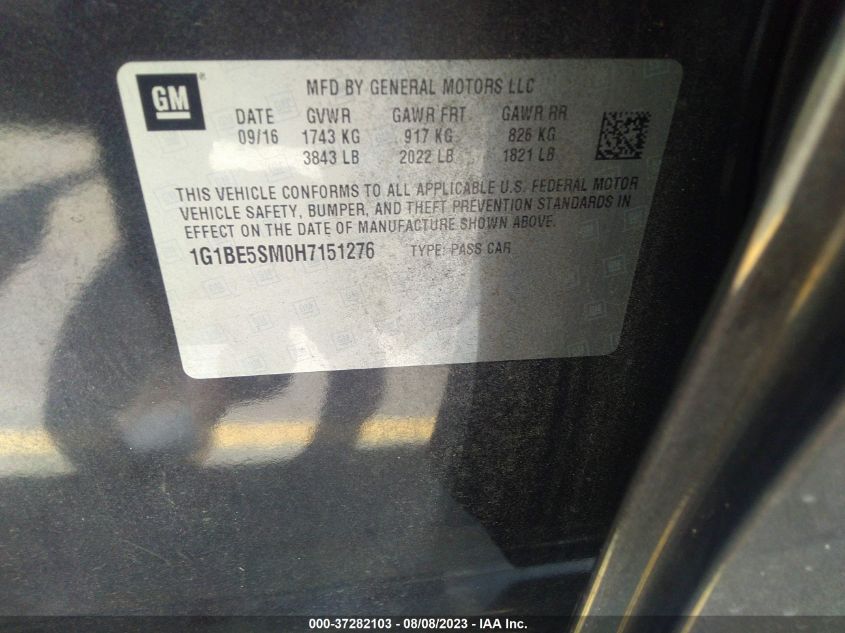 GM
MFD BY GENERAL MOTORS LLC
DATE GVWR GAWR FRT GAWR RR
09/16 1743 KG 917 KG 826 KG
3843 LB 2022 LB 1821 LB
THIS VEHICLE CONFORMS TO ALL APPLICABLE U.S. FEDERAL MOTOR
VEHICLE SAFETY, BUMPER, AND THEFT PREVENTION STANDARDS IN
EFFECT ON THE DATE OF MANUFACTURE SHOWN ABOVE.
1G1BE5SM0H7151276 TYPE: PASS CAR
000-37282103 - 08/08/2023 - IAA Inc.